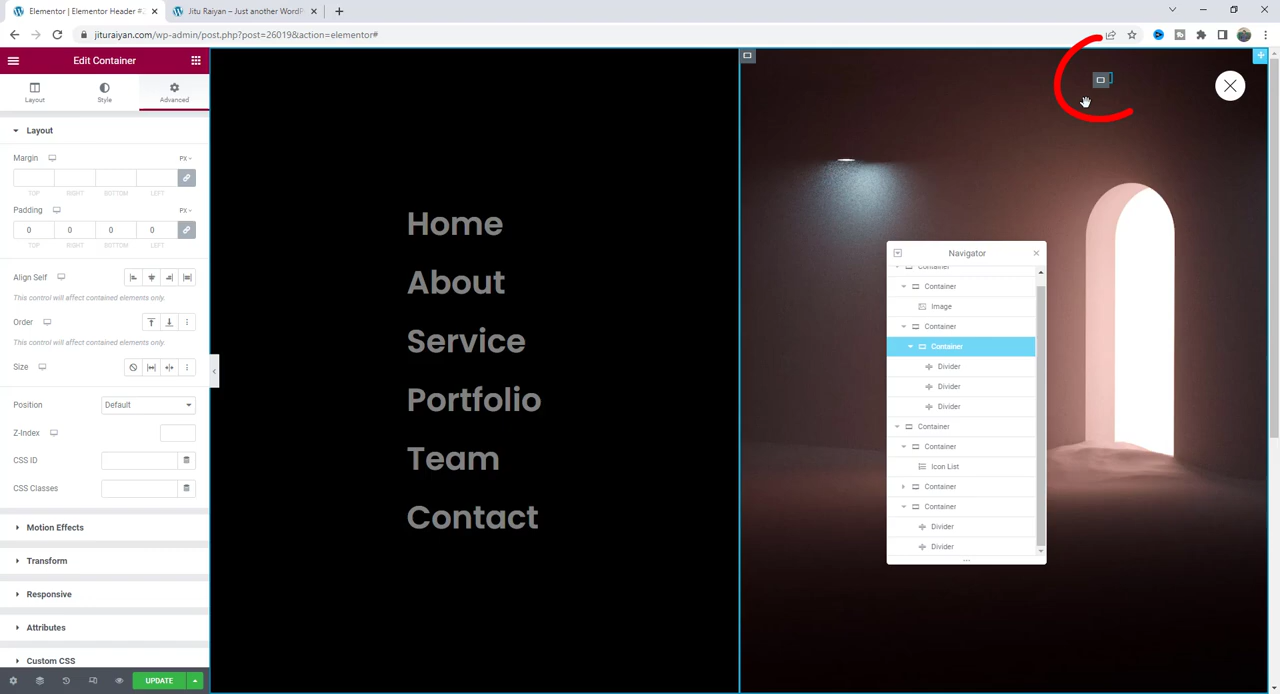 Elementor | Elementor Header #
Jitu Raiyan – Just another WordP
jituraiyan.com/wp-admin/post.php?post=26019&action=elementor#
Edit Container
Layout
Style
Advanced
Layout
Margin
PX
TOP RIGHT BOTTOM LEFT
Padding
PX
0 0 0 0
TOP RIGHT BOTTOM LEFT
Align Self
This control will affect contained elements only.
Order
This control will affect contained elements only.
Size
Position
Default
Z-Index
CSS ID
CSS Classes
Motion Effects
Transform
Responsive
Attributes
Custom CSS
UPDATE
Home
About
Service
Portfolio
Team
Contact
Navigator
Container
Container
Image
Container
Container
Divider
Divider
Divider
Container
Container
Icon List
Container
Container
Divider
Divider